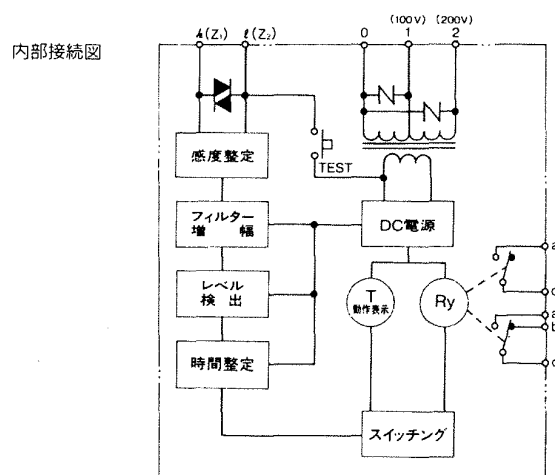 内部接続図
k(Z₁) ℓ(Z₂)
(100V) (200V)
0 1 2
感度整定
TEST
フィルター
増幅
DC電源
レベル
検出
T
動作表示
Ry
時間整定
スイッチング
a
c
a
b
c